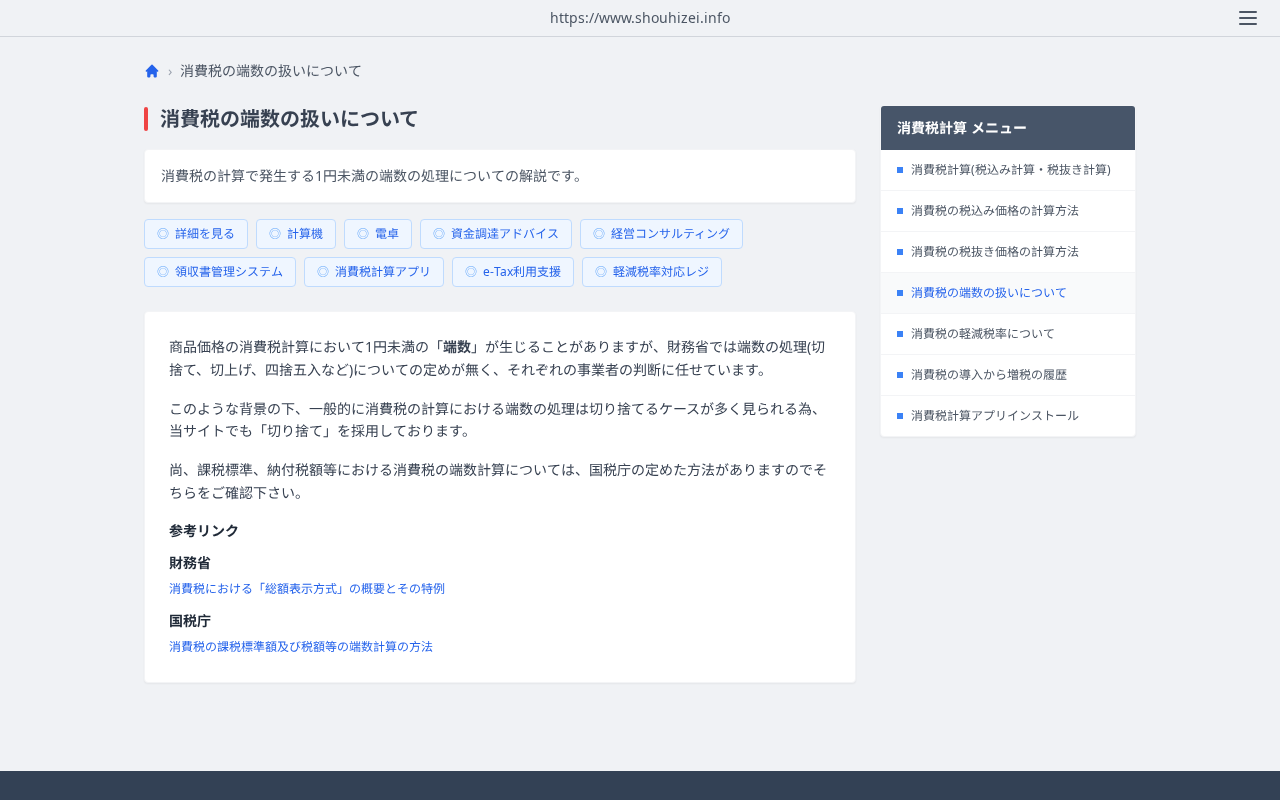 https://www.shouhizei.info
› 消費税の端数の扱いについて
消費税の端数の扱いについて
消費税の計算で発生する1円未満の端数の処理についての解説です。
◎ 詳細を見る
◎ 計算機
◎ 電卓
◎ 資金調達アドバイス
◎ 経営コンサルティング
◎ 領収書管理システム
◎ 消費税計算アプリ
◎ e-Tax利用支援
◎ 軽減税率対応レジ
商品価格の消費税計算において1円未満の「端数」が生じることがありますが、財務省では端数の処理(切
捨て、切上げ、四捨五入など)についての定めが無く、それぞれの事業者の判断に任せています。
このような背景の下、一般的に消費税の計算における端数の処理は切り捨てるケースが多く見られる為、
当サイトでも「切り捨て」を採用しております。
尚、課税標準、納付税額等における消費税の端数計算については、国税庁の定めた方法がありますのでそ
ちらをご確認下さい。
参考リンク
財務省
消費税における「総額表示方式」の概要とその特例
国税庁
消費税の課税標準額及び税額等の端数計算の方法
消費税計算 メニュー
消費税計算(税込み計算・税抜き計算)
消費税の税込み価格の計算方法
消費税の税抜き価格の計算方法
消費税の端数の扱いについて
消費税の軽減税率について
消費税の導入から増税の履歴
消費税計算アプリインストール